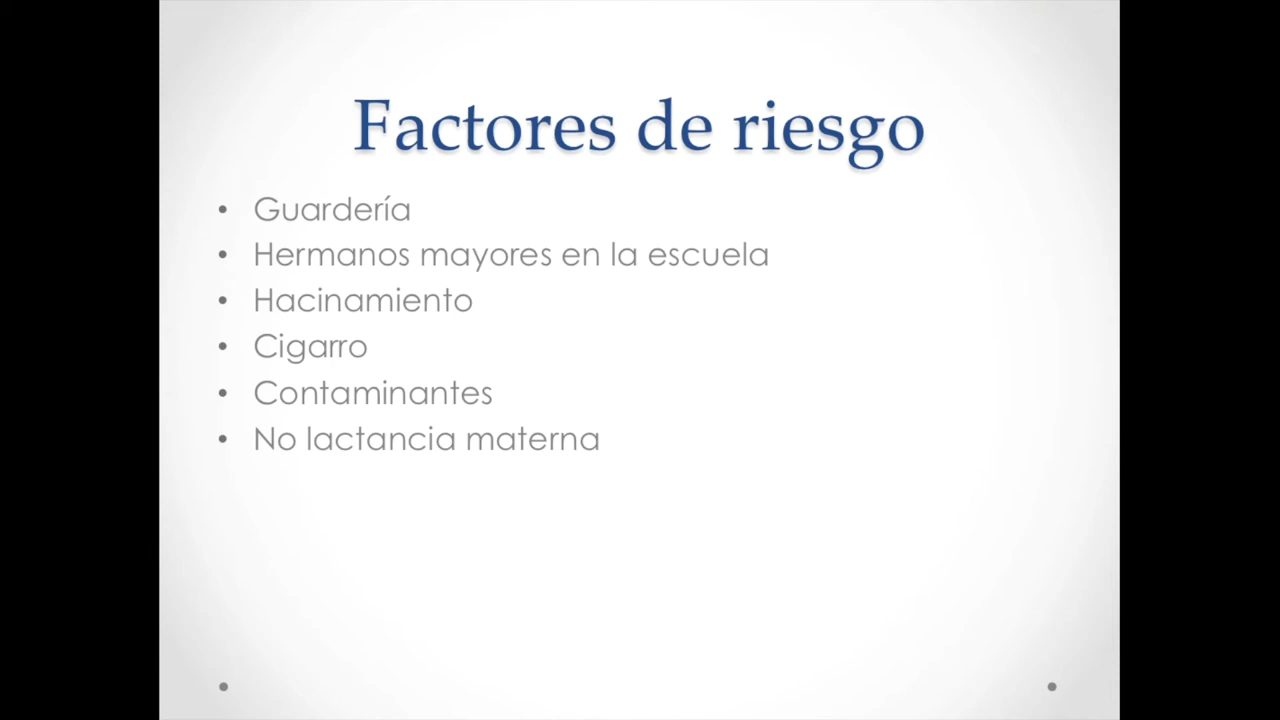 Factores de riesgo
• Guardería
• Hermanos mayores en la escuela
• Hacinamiento
• Cigarro
• Contaminantes
• No lactancia materna